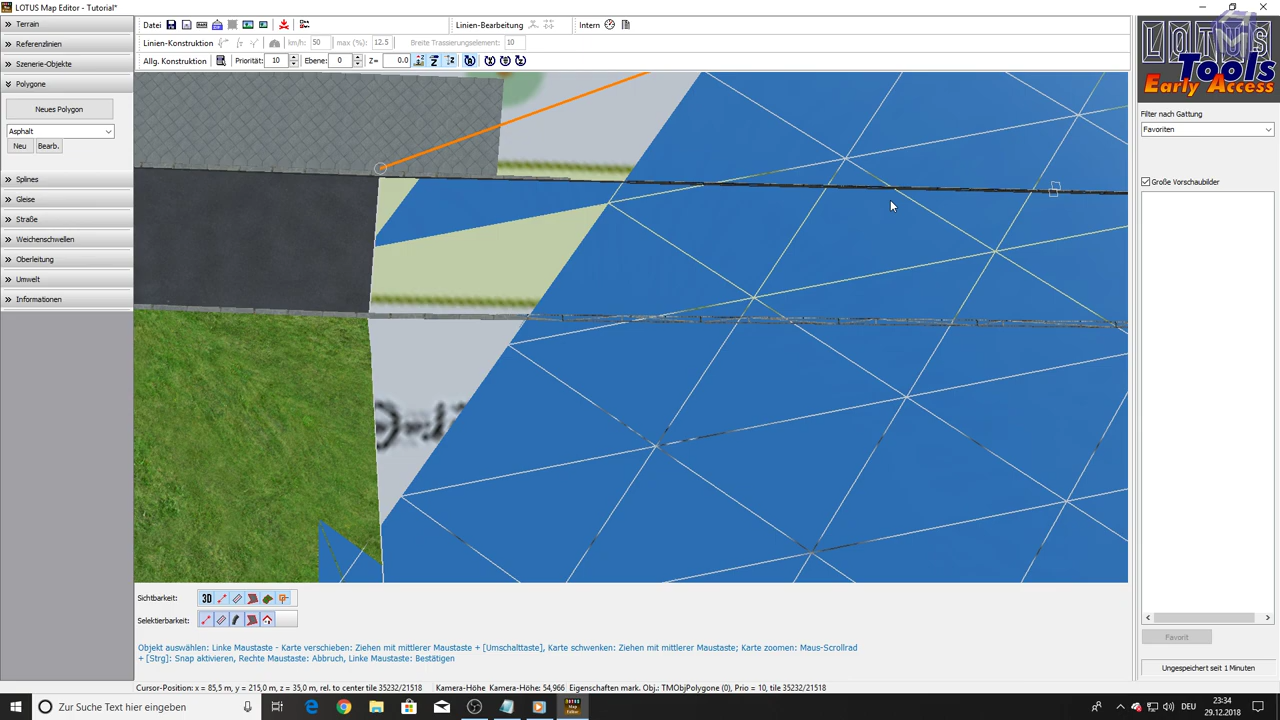 LOTUS Map Editor - Tutorial*
Terrain
Referenzlinien
Szenerie-Objekte
Polygone
Neues Polygon
Asphalt
Neu
Bearb.
Splines
Gleise
Straße
Weichenschwellen
Oberleitung
Umwelt
Informationen
Datei
Linien-Bearbeitung
Intern
Linien-Konstruktion
km/h:
50
max (%):
12.5
Breite Trassierungselement:
10
Allg. Konstruktion
Priorität:
10
Ebene:
0
Z=
0.0
LOTUS
Tools
Early Access
Filter nach Gattung
Favoriten
Große Vorschaubilder
Favorit
Ungespeichert seit 1 Minuten
Sichtbarkeit:
3D
Selektierbarkeit:
Objekt auswählen: Linke Maustaste - Karte verschieben: Ziehen mit mittlerer Maustaste + [Umschalttaste], Karte schwenken: Ziehen mit mittlerer Maustaste; Karte zoomen: Maus-Scrollrad
+ [Strg]: Snap aktivieren, Rechte Maustaste: Abbruch, Linke Maustaste: Bestätigen
Cursor-Position: x = 85,5 m, y = 215,0 m, z = 35,0 m, rel. to center tile 35232/21518
Kamera-Höhe Kamera-Höhe: 54,966
Eigenschaften mark. Obj.: TMObjPolygone (0), Prio = 10, tile 35232/21518
Zur Suche Text hier eingeben
DEU
23:34
29.12.2018